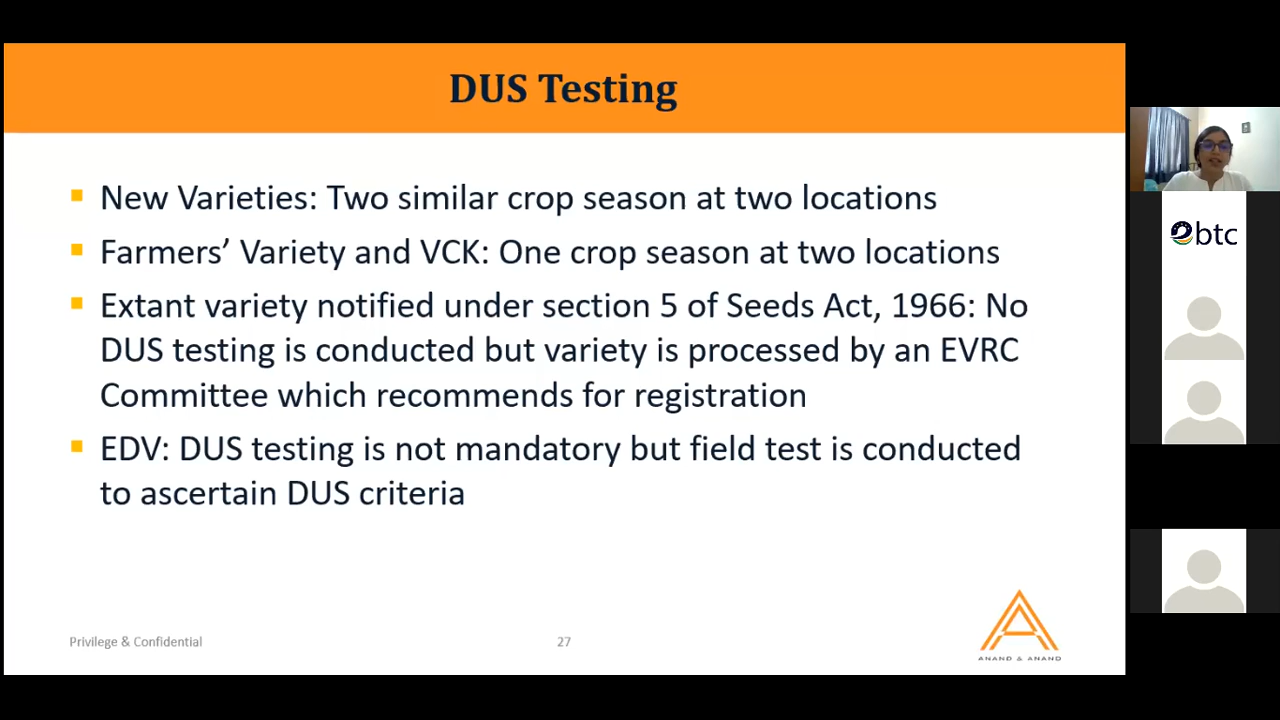 DUS Testing
New Varieties: Two similar crop season at two locations
Farmers’ Variety and VCK: One crop season at two locations
Extant variety notified under section 5 of Seeds Act, 1966: No
DUS testing is conducted but variety is processed by an EVRC
Committee which recommends for registration
EDV: DUS testing is not mandatory but field test is conducted
to ascertain DUS criteria
Privilege & Confidential
27
ANAND & ANAND
btc